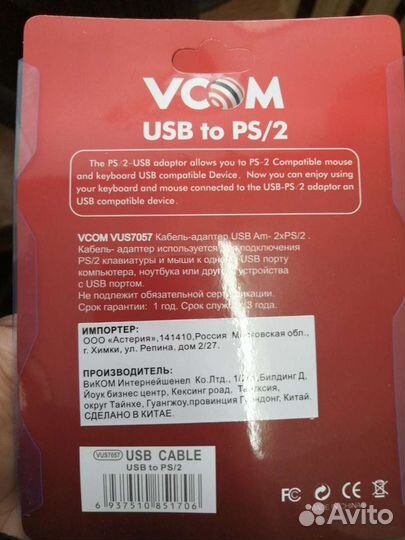 VCOM
USB to PS/2
The PS/2-USB adaptor allows you to PS-2 Compatible mouse
and keyboard USB compatible Device. Now you can enjoy using
your keyboard and mouse connected to the USB-PS/2 adaptor an
USB compatible device.
VCOM VUS7057 Кабель-адаптер USB Am- 2xPS/2 .
Кабель- адаптер используется для подключения
PS/2 клавиатуры и мыши к одному USB порту
компьютера, ноутбука или другого устройства
с USB портом.
Не подлежит обязательной сертификации.
Срок гарантии: 1 год. Срок службы 3 года.
ИМПОРТЕР:
ООО «Астерия»,141410,Россия Московская обл.,
г. Химки, ул. Репина, дом 2/27.
ПРОИЗВОДИТЕЛЬ:
ВиКОМ Интернейшенел Ко.Лтд., Билдинг Д,
Йоук бизнес центр, Кексинг роад,
округ Тайнхе, Гуангжоу,провинция Гуандонг, Китай.
СДЕЛАНО В КИТАЕ.
VUS7057 USB CABLE
USB to PS/2
6 937510 851706
FC CE
MADE IN CHINA
Avito